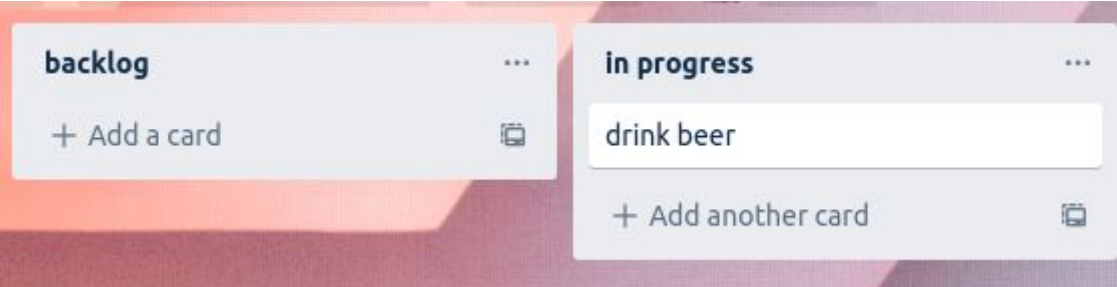 backlog
+ Add a card
in progress
drink beer
+ Add another card